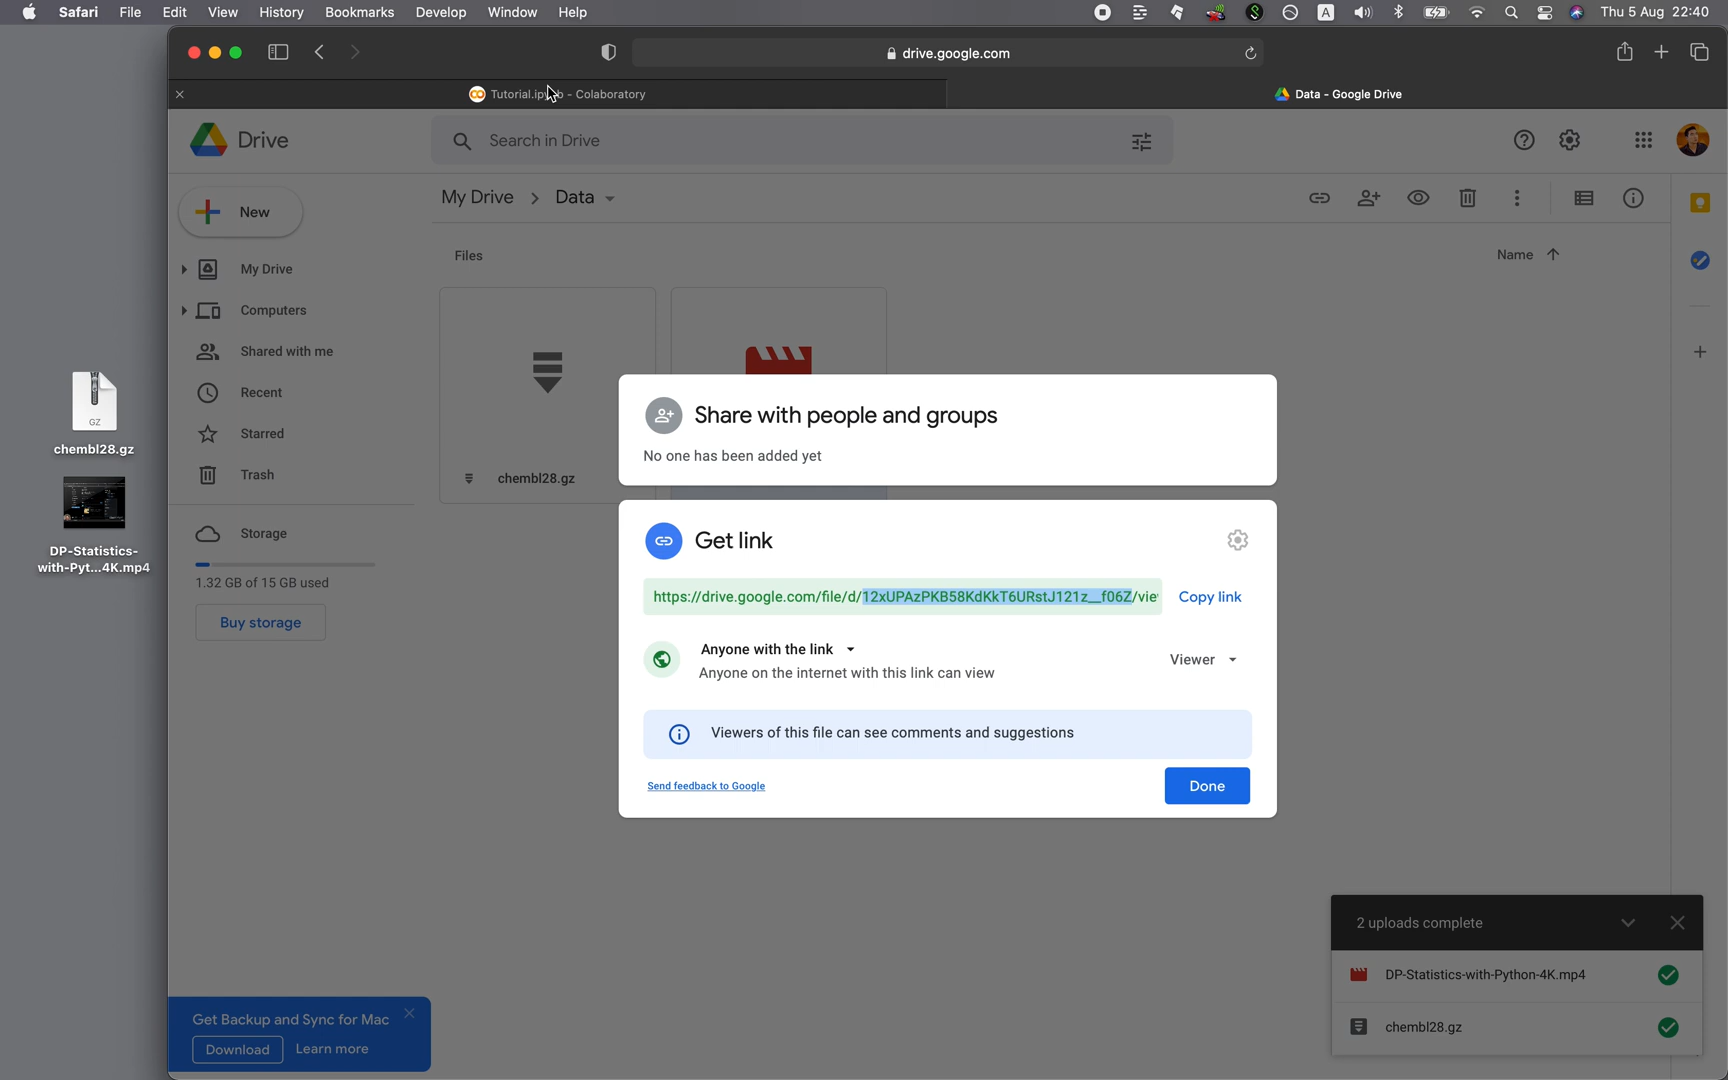 Safari File Edit View History Bookmarks Develop Window Help A Thu 5 Aug 22:40
drive.google.com
Tutorial.ipynb - Colaboratory
Data - Google Drive
Drive
Search in Drive
New
My Drive
Computers
Shared with me
Recent
Starred
Trash
Storage
1.32 GB of 15 GB used
Buy storage
My Drive > Data
Files
Name
chembl28.gz
GZ
chembl28.gz
DP-Statistics-
with-Pyt...4K.mp4
Share with people and groups
No one has been added yet
Get link
https://drive.google.com/file/d/12xUPAzPKB58KdKkT6URstJ121z__f06Z/vie
Copy link
Anyone with the link
Anyone on the internet with this link can view
Viewer
Viewers of this file can see comments and suggestions
Send feedback to Google
Done
2 uploads complete
DP-Statistics-with-Python-4K.mp4
chembl28.gz
Get Backup and Sync for Mac
Download
Learn more